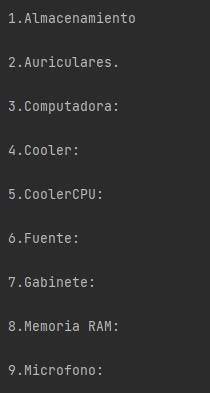 1.Almacenamiento
2.Auriculares.
3.Computadora:
4.Cooler:
5.CoolerCPU:
6.Fuente:
7.Gabinete:
8.Memoria RAM:
9.Microfono: